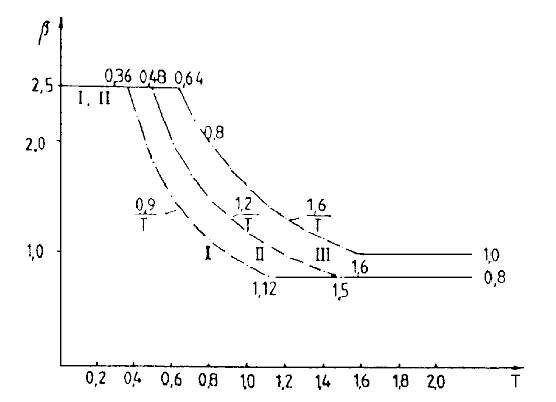 β
2,5
0,36 0,48 0,64
I, II
2,0
0,8
0,9
T
1,2
T
1,6
T
1,0
I II III
1,0
1,6
0,8
1,12 1,5
0,2 0,4 0,6 0,8 1,0 1,2 1,4 1,6 1,8 2,0 T